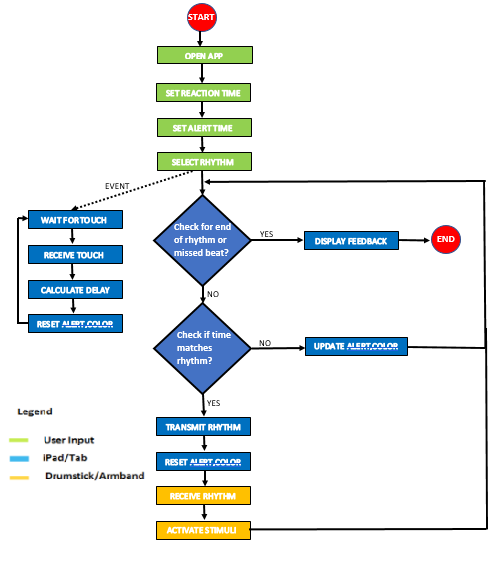 START
OPEN APP
SET REACTION TIME
SET ALERT TIME
SELECT RHYTHM
EVENT
WAIT FOR TOUCH
RECEIVE TOUCH
CALCULATE DELAY
RESET ALERT,COLOR
Check for end
of rhythm or
missed beat?
YES
DISPLAY FEEDBACK
END
NO
Check if time
matches
rhythm?
NO
UPDATE ALERT,COLOR
YES
TRANSMIT RHYTHM
RESET ALERT,COLOR
RECEIVE RHYTHM
ACTIVATE STIMULI
Legend
User Input
iPad/Tab
Drumstick/Armband